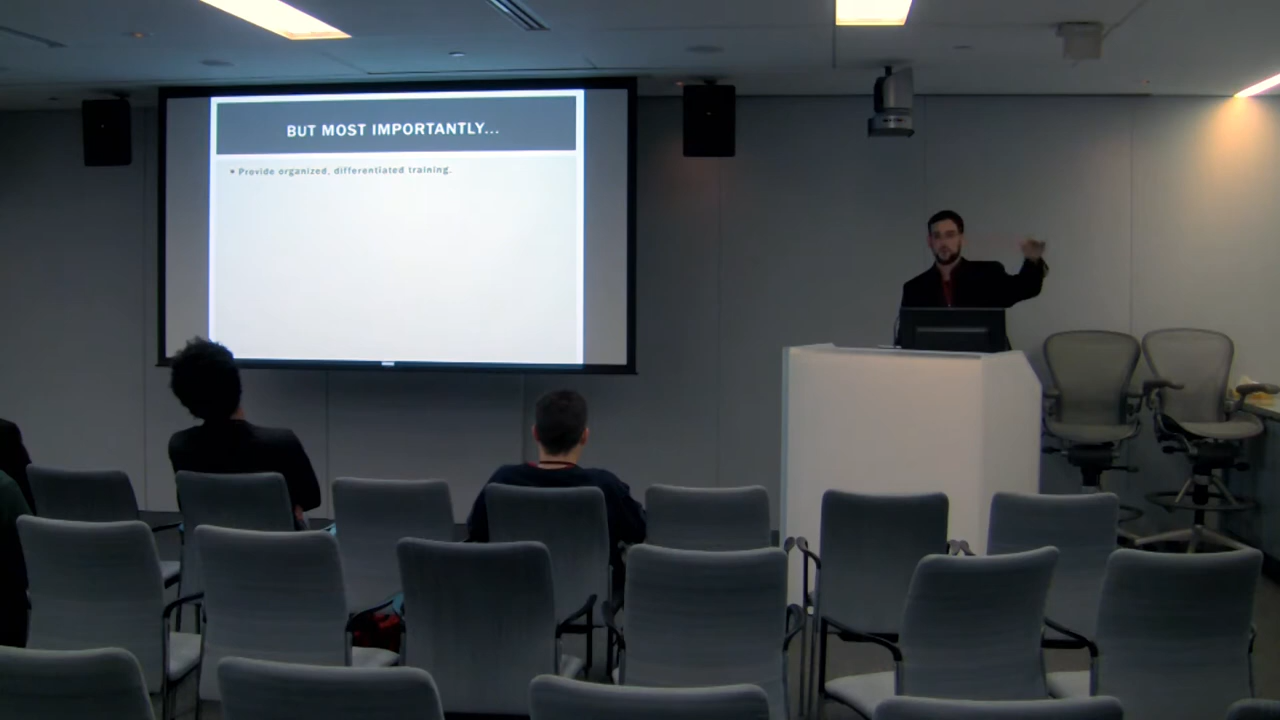 BUT MOST IMPORTANTLY...
▪ Provide organized, differentiated training.